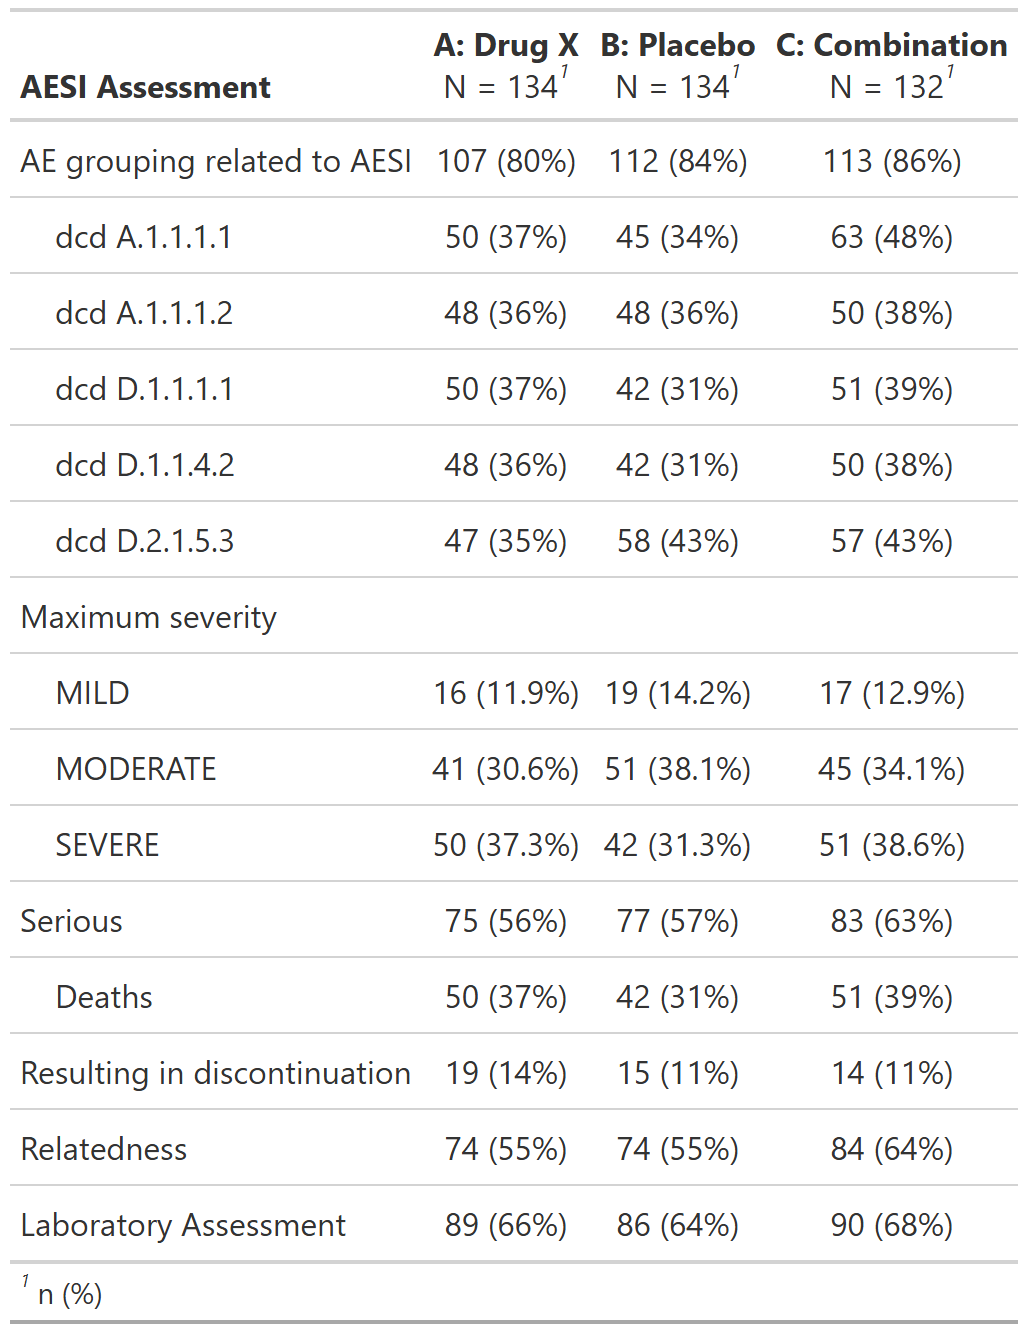 A: Drug X B: Placebo C: Combination
AESI Assessment N = 134¹ N = 134¹ N = 132¹
AE grouping related to AESI 107 (80%) 112 (84%) 113 (86%)
dcd A.1.1.1.1 50 (37%) 45 (34%) 63 (48%)
dcd A.1.1.1.2 48 (36%) 48 (36%) 50 (38%)
dcd D.1.1.1.1 50 (37%) 42 (31%) 51 (39%)
dcd D.1.1.4.2 48 (36%) 42 (31%) 50 (38%)
dcd D.2.1.5.3 47 (35%) 58 (43%) 57 (43%)
Maximum severity
MILD 16 (11.9%) 19 (14.2%) 17 (12.9%)
MODERATE 41 (30.6%) 51 (38.1%) 45 (34.1%)
SEVERE 50 (37.3%) 42 (31.3%) 51 (38.6%)
Serious 75 (56%) 77 (57%) 83 (63%)
Deaths 50 (37%) 42 (31%) 51 (39%)
Resulting in discontinuation 19 (14%) 15 (11%) 14 (11%)
Relatedness 74 (55%) 74 (55%) 84 (64%)
Laboratory Assessment 89 (66%) 86 (64%) 90 (68%)
¹ n (%)